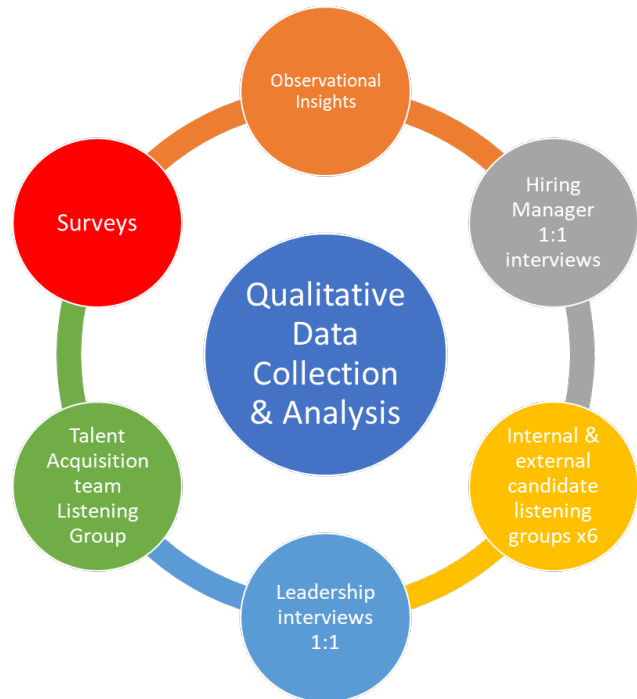 Observational
Insights
Hiring
Manager
1:1
interviews
Internal &
external
candidate
listening
groups x6
Leadership
interviews
1:1
Talent
Acquisition
team
Listening
Group
Surveys
Qualitative
Data
Collection
& Analysis